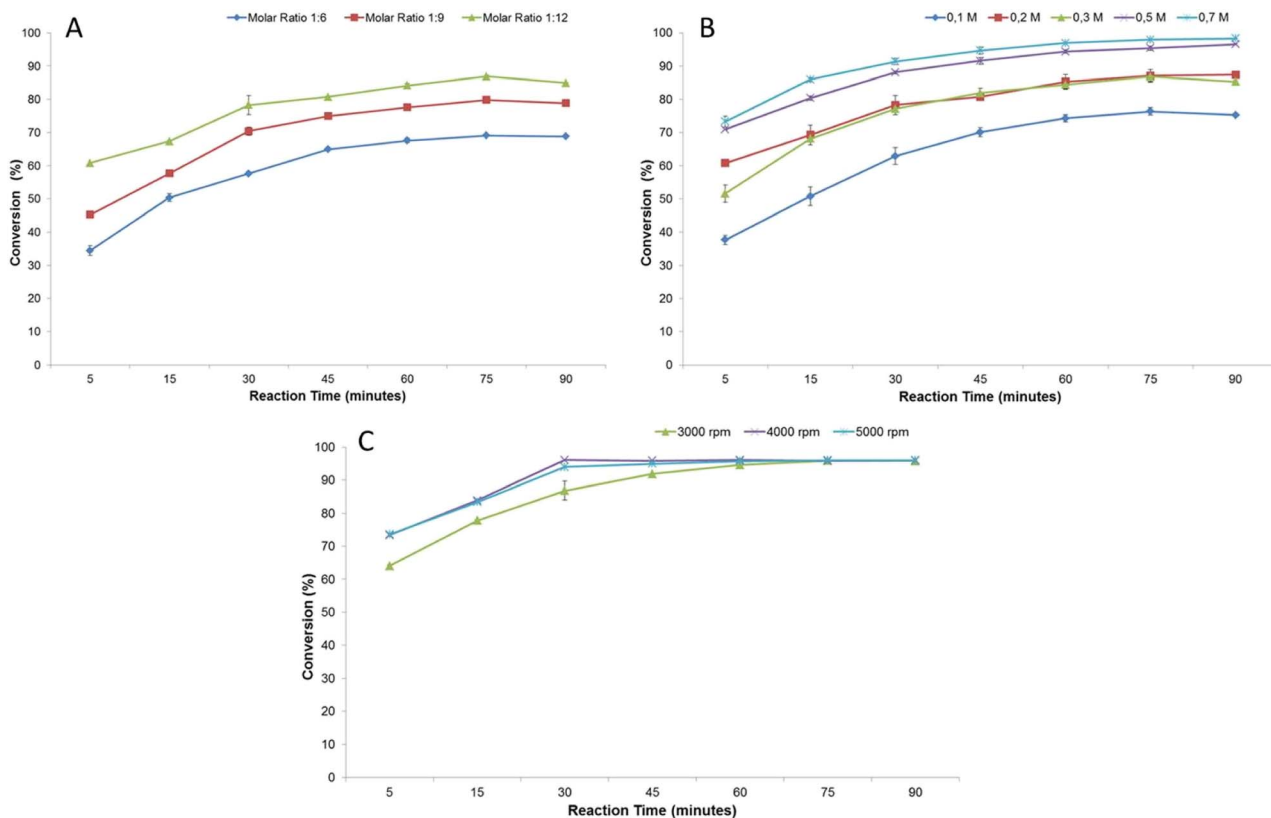 A
Molar Ratio 1:6 Molar Ratio 1:9 Molar Ratio 1:12
100
90
80
70
60
50
40
30
20
10
0
Conversion (%)
5 15 30 45 60 75 90
Reaction Time (minutes)
B
0,1 M 0,2 M 0,3 M 0,5 M 0,7 M
100
90
80
70
60
50
40
30
20
10
0
Conversion (%)
5 15 30 45 60 75 90
Reaction Time (minutes)
C
3000 rpm 4000 rpm 5000 rpm
100
90
80
70
60
50
40
30
20
10
0
Conversion (%)
5 15 30 45 60 75 90
Reaction Time (minutes)